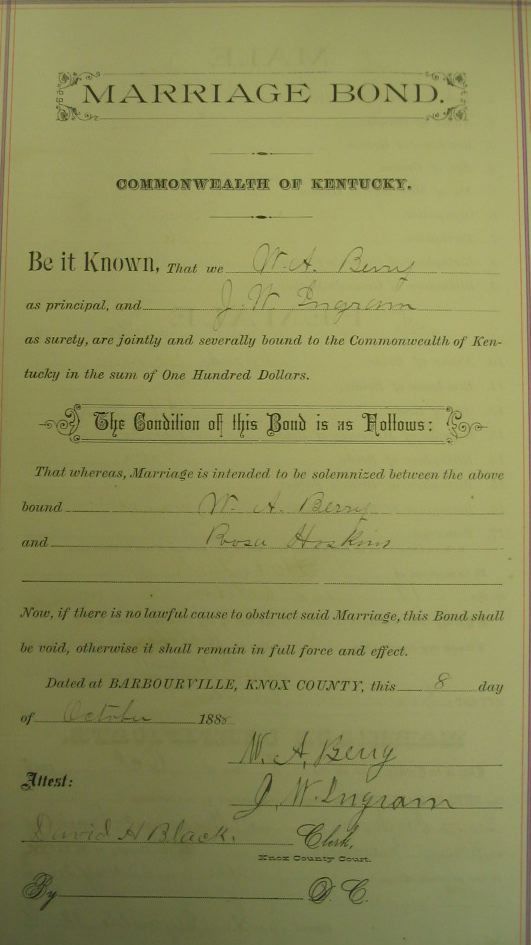 MARRIAGE BOND.
COMMONWEALTH OF KENTUCKY.
Be it Known, That we W. A. Berry
as principal, and J. W. Ingram
as surety, are jointly and severally bound to the Commonwealth of Ken-
tucky in the sum of One Hundred Dollars.
The Condition of this Bond is as Follows:
That whereas, Marriage is intended to be solemnized between the above
bound W. A. Berry
and Hoskins
Now, if there is no lawful cause to obstruct said Marriage, this Bond shall
be void, otherwise it shall remain in full force and effect.
Dated at BARBOURVILLE, KNOX COUNTY, this 8 day
of October
W. A. Berry
Attest:
J. W. Ingram
David H Black. Clerk,
Knox County Court.
By D. C.